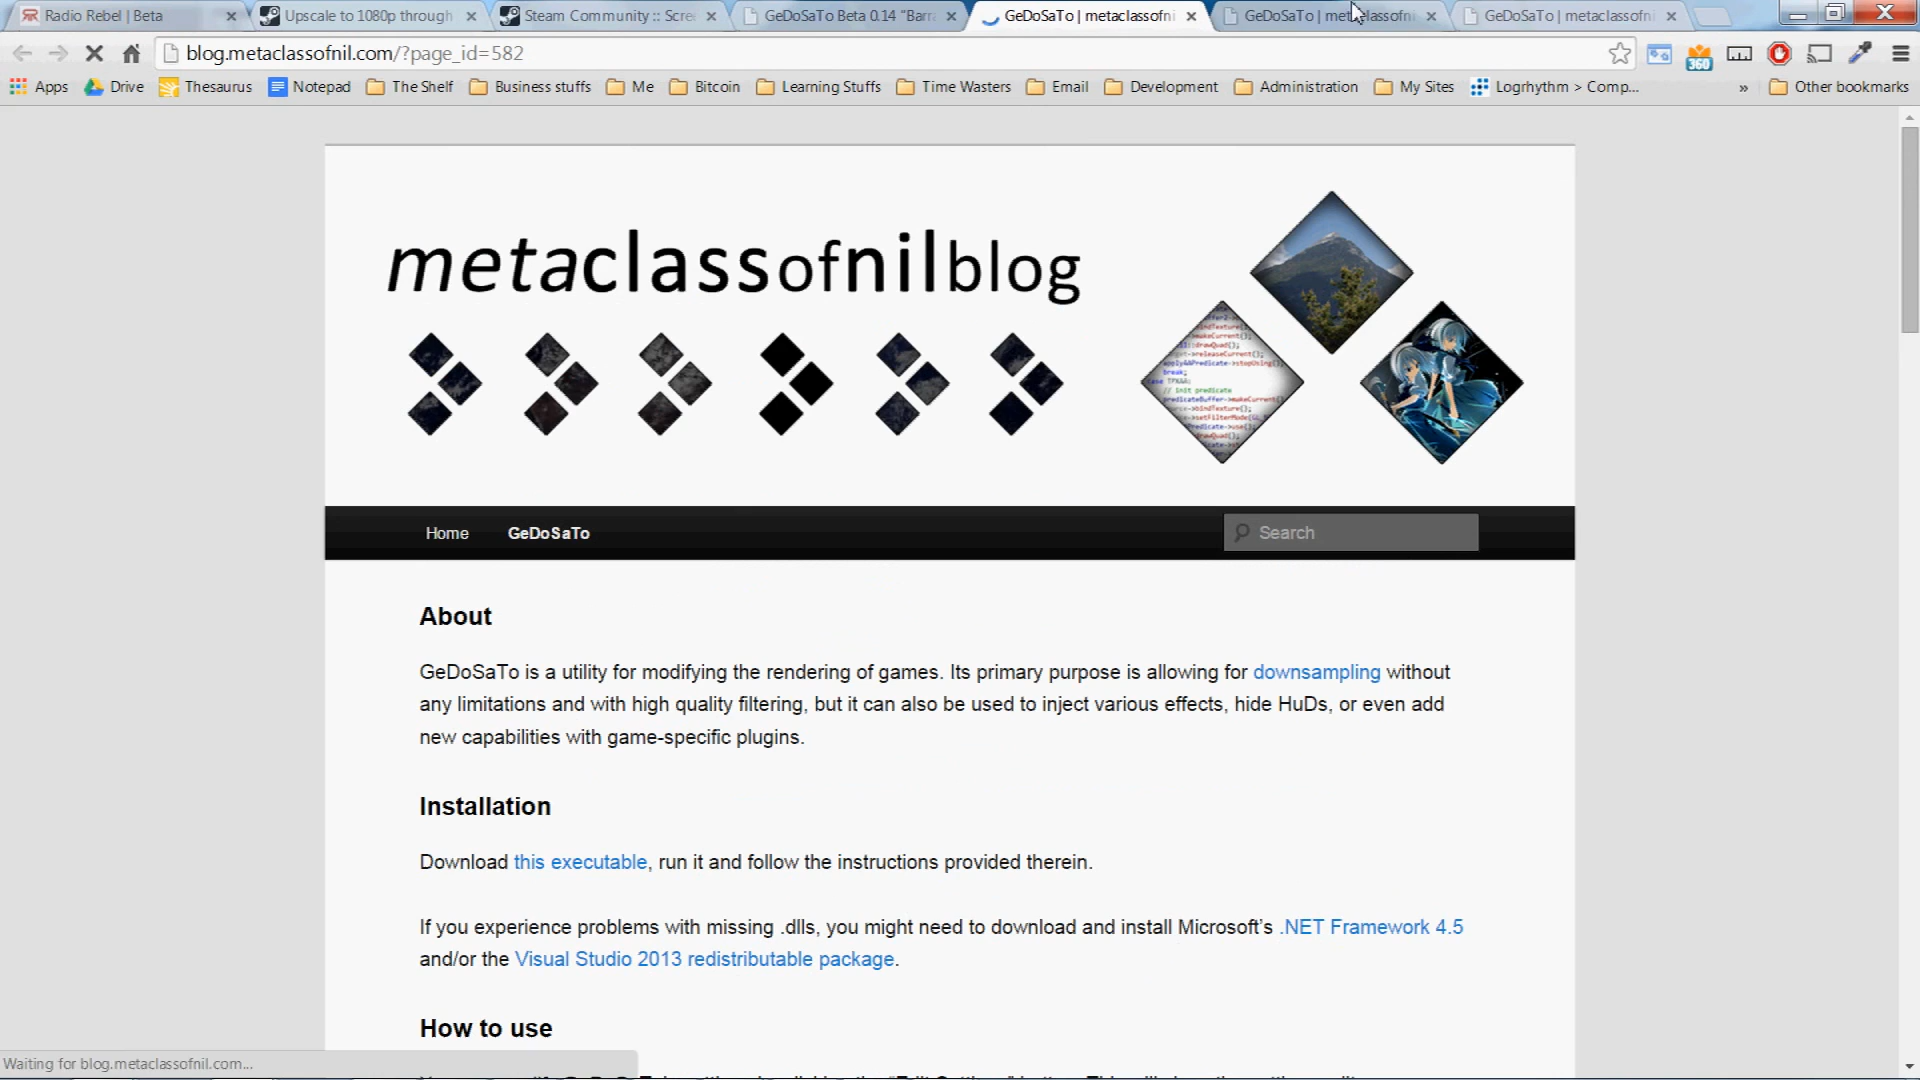 Radio Rebel | Beta
Upscale to 1080p through
Steam Community :: Scre
GeDoSaTo Beta 0.14 “Barra
GeDoSaTo | metaclassofni
GeDoSaTo | metaclassofn
GeDoSaTo | metaclassofni
blog.metaclassofnil.com/?page_id=582
360
Apps
Drive
Thesaurus
Notepad
The Shelf
Business stuffs
Me
Bitcoin
Learning Stuffs
Time Wasters
Email
Development
Administration
My Sites
Logrhythm > Comp...
»
Other bookmarks
metaclassofnilblog
Home
GeDoSaTo
Search
About
GeDoSaTo is a utility for modifying the rendering of games. Its primary purpose is allowing for downsampling without
any limitations and with high quality filtering, but it can also be used to inject various effects, hide HuDs, or even add
new capabilities with game-specific plugins.
Installation
Download this executable, run it and follow the instructions provided therein.
If you experience problems with missing .dlls, you might need to download and install Microsoft’s .NET Framework 4.5
and/or the Visual Studio 2013 redistributable package.
How to use
Waiting for blog.metaclassofnil.com...